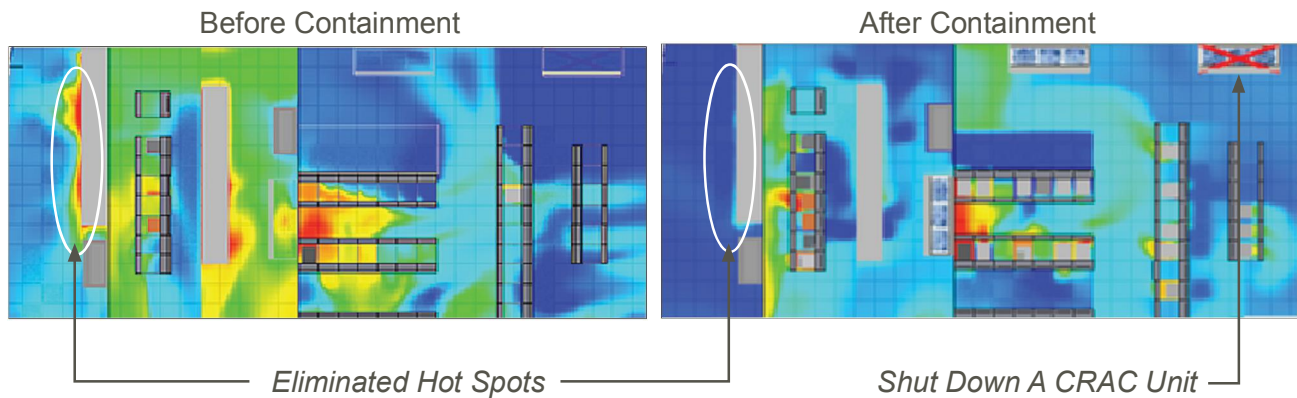 Before Containment
After Containment
Eliminated Hot Spots
Shut Down A CRAC Unit